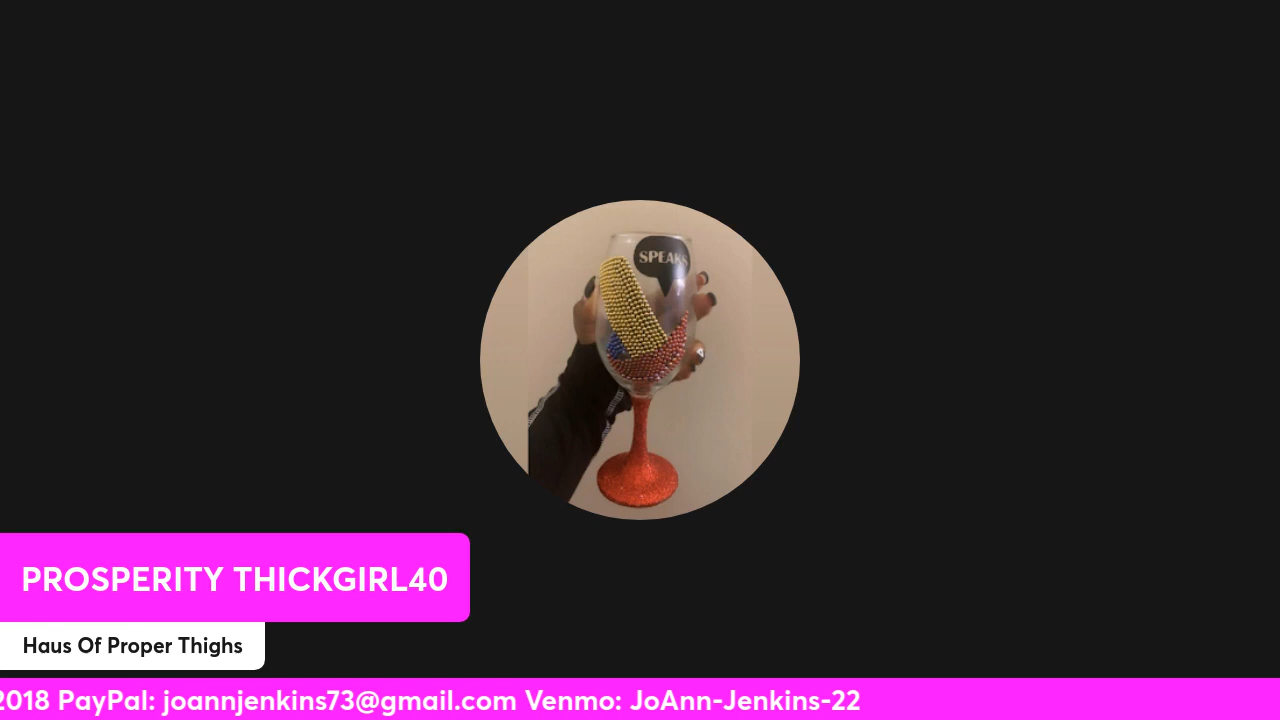 SPEAKS
PROSPERITY THICKGIRL40
Haus Of Proper Thighs
2018 PayPal: joannjenkins73@gmail.com Venmo: JoAnn-Jenkins-22